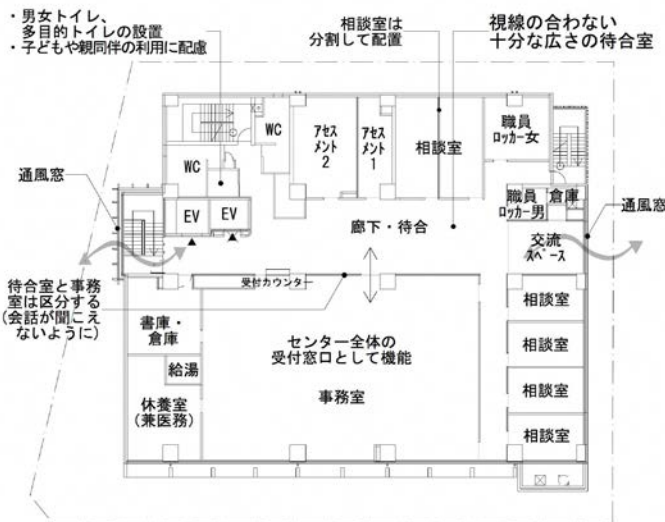 ・男女トイレ、
多目的トイレの設置
・子どもや親同伴の利用に配慮
相談室は
分割して配置
視線の合わない
十分な広さの待合室
WC
アセス
メント
2
アセス
メント
1
相談室
職員
ロッカー女
WC
通風窓
EV
EV
職員
ロッカー男
倉庫
通風窓
廊下・待合
交流
スペース
待合室と事務
室は区分する
(会話が聞こえ
ないように)
受付カウンター
書庫・
倉庫
給湯
休養室
(兼医務)
センター全体の
受付窓口として機能
事務室
相談室
相談室
相談室
相談室